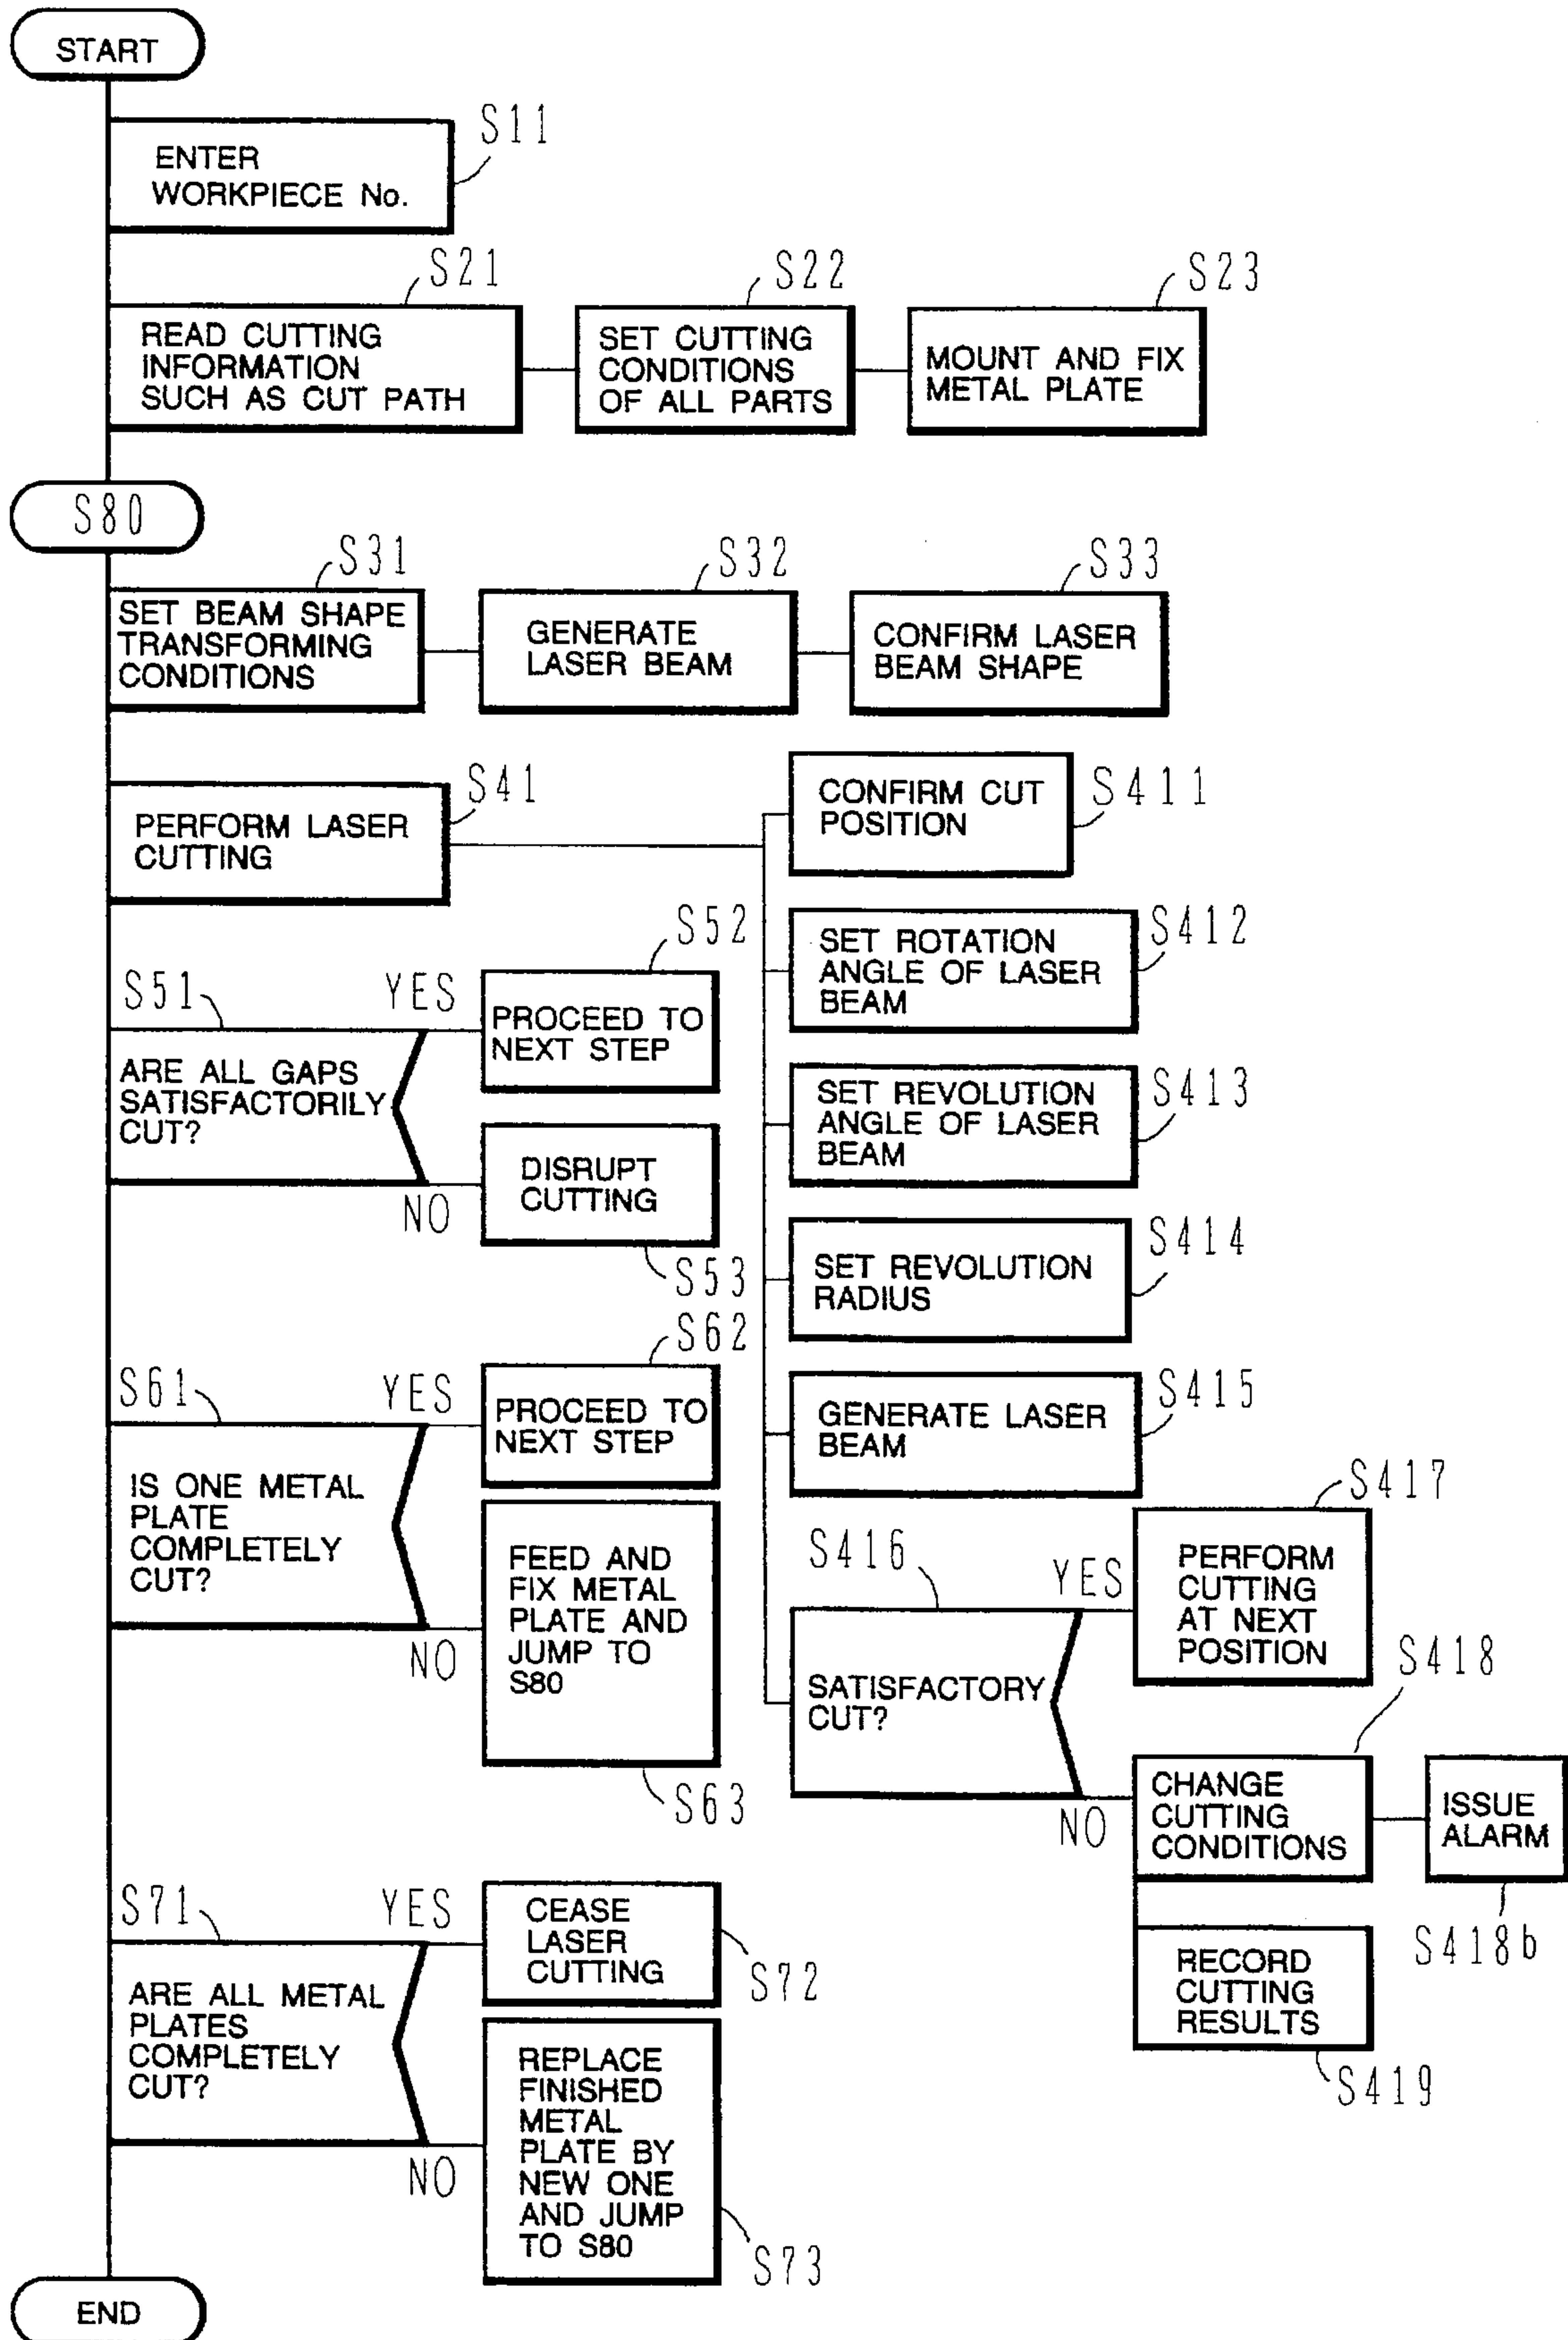 START
S11
ENTER
WORKPIECE No.
S21
READ CUTTING
INFORMATION
SUCH AS CUT PATH
S22
SET CUTTING
CONDITIONS
OF ALL PARTS
S23
MOUNT AND FIX
METAL PLATE
S80
S31
SET BEAM SHAPE
TRANSFORMING
CONDITIONS
S32
GENERATE
LASER BEAM
S33
CONFIRM LASER
BEAM SHAPE
S41
PERFORM LASER
CUTTING
CONFIRM CUT
POSITION
S411
SET ROTATION
ANGLE OF LASER
BEAM
S412
SET REVOLUTION
ANGLE OF LASER
BEAM
S413
SET REVOLUTION
RADIUS
S414
GENERATE LASER
BEAM
S415
S416
SATISFACTORY
CUT?
YES
S417
PERFORM
CUTTING
AT NEXT
POSITION
NO
S418
CHANGE
CUTTING
CONDITIONS
ISSUE
ALARM
S418b
RECORD
CUTTING
RESULTS
S419
S51
ARE ALL GAPS
SATISFACTORILY
CUT?
YES
S52
PROCEED TO
NEXT STEP
NO
DISRUPT
CUTTING
S53
S61
IS ONE METAL
PLATE
COMPLETELY
CUT?
YES
S62
PROCEED TO
NEXT STEP
NO
FEED AND
FIX METAL
PLATE AND
JUMP TO
S80
S63
S71
ARE ALL METAL
PLATES
COMPLETELY
CUT?
YES
CEASE
LASER
CUTTING
S72
NO
REPLACE
FINISHED
METAL
PLATE BY
NEW ONE
AND JUMP
TO S80
S73
END